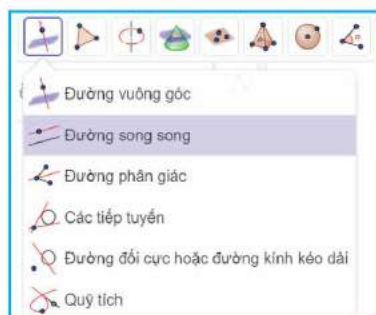 Đường vuông góc
Đường song song
Đường phân giác
Các tiếp tuyến
Đường đối cực hoặc đường kính kéo dài
Quỹ tích